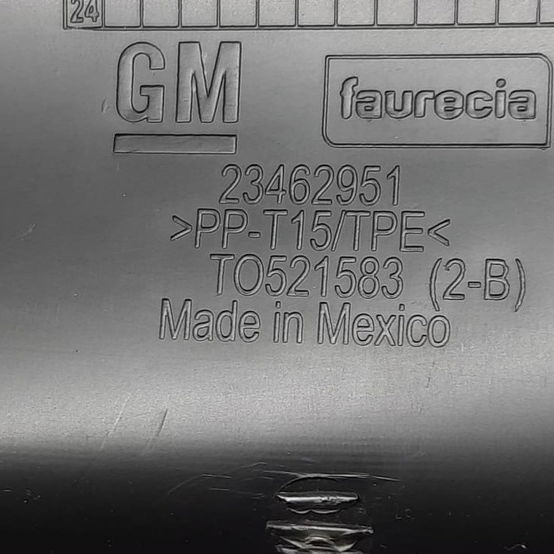 24
GM
faurecia
23462951
>PP-T15/TPE<
TO521583 (2-B)
Made in Mexico